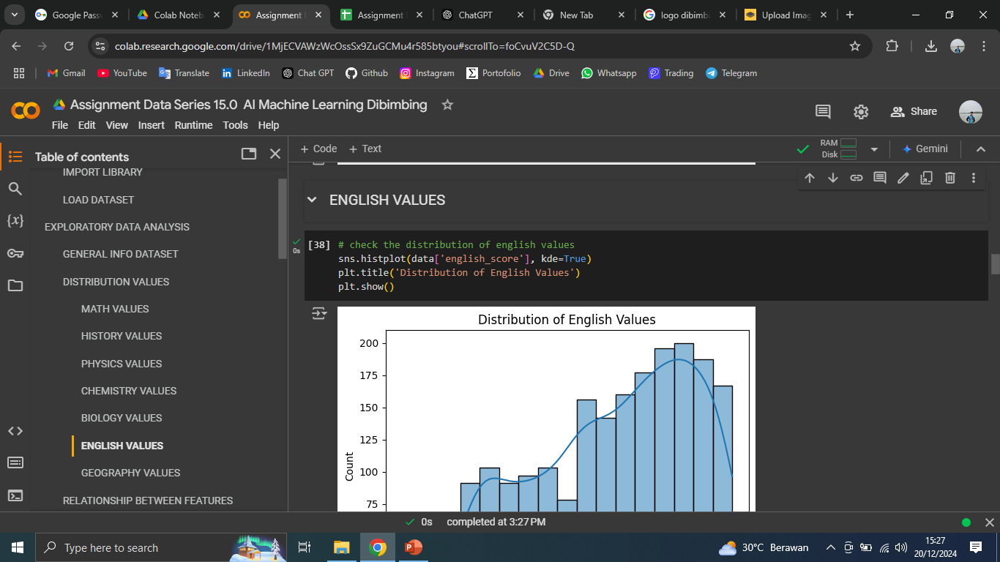 Google Passw
Colab Noteb
Assignment
Assignment
ChatGPT
New Tab
logo dibimbi
Upload Imag
colab.research.google.com/drive/1MjECVAWzWcOssSx9ZuGCMu4r585btyou#scrollTo=foCvuV2C5D-Q
Gmail
YouTube
Translate
LinkedIn
Chat GPT
Github
Instagram
Portofolio
Drive
Whatsapp
Trading
Telegram
Assignment Data Series 15.0 AI Machine Learning Dibimbing
File Edit View Insert Runtime Tools Help
Share
Table of contents
IMPORT LIBRARY
LOAD DATASET
EXPLORATORY DATA ANALYSIS
GENERAL INFO DATASET
DISTRIBUTION VALUES
MATH VALUES
HISTORY VALUES
PHYSICS VALUES
CHEMISTRY VALUES
BIOLOGY VALUES
ENGLISH VALUES
GEOGRAPHY VALUES
RELATIONSHIP BETWEEN FEATURES
+ Code + Text
RAM
Disk
Gemini
ENGLISH VALUES
0s
[38] # check the distribution of english values
sns.histplot(data['english_score'], kde=True)
plt.title('Distribution of English Values')
plt.show()
Distribution of English Values
200
175
150
125
100
75
Count
0s completed at 3:27 PM
Type here to search
30°C Berawan
15:27
20/12/2024